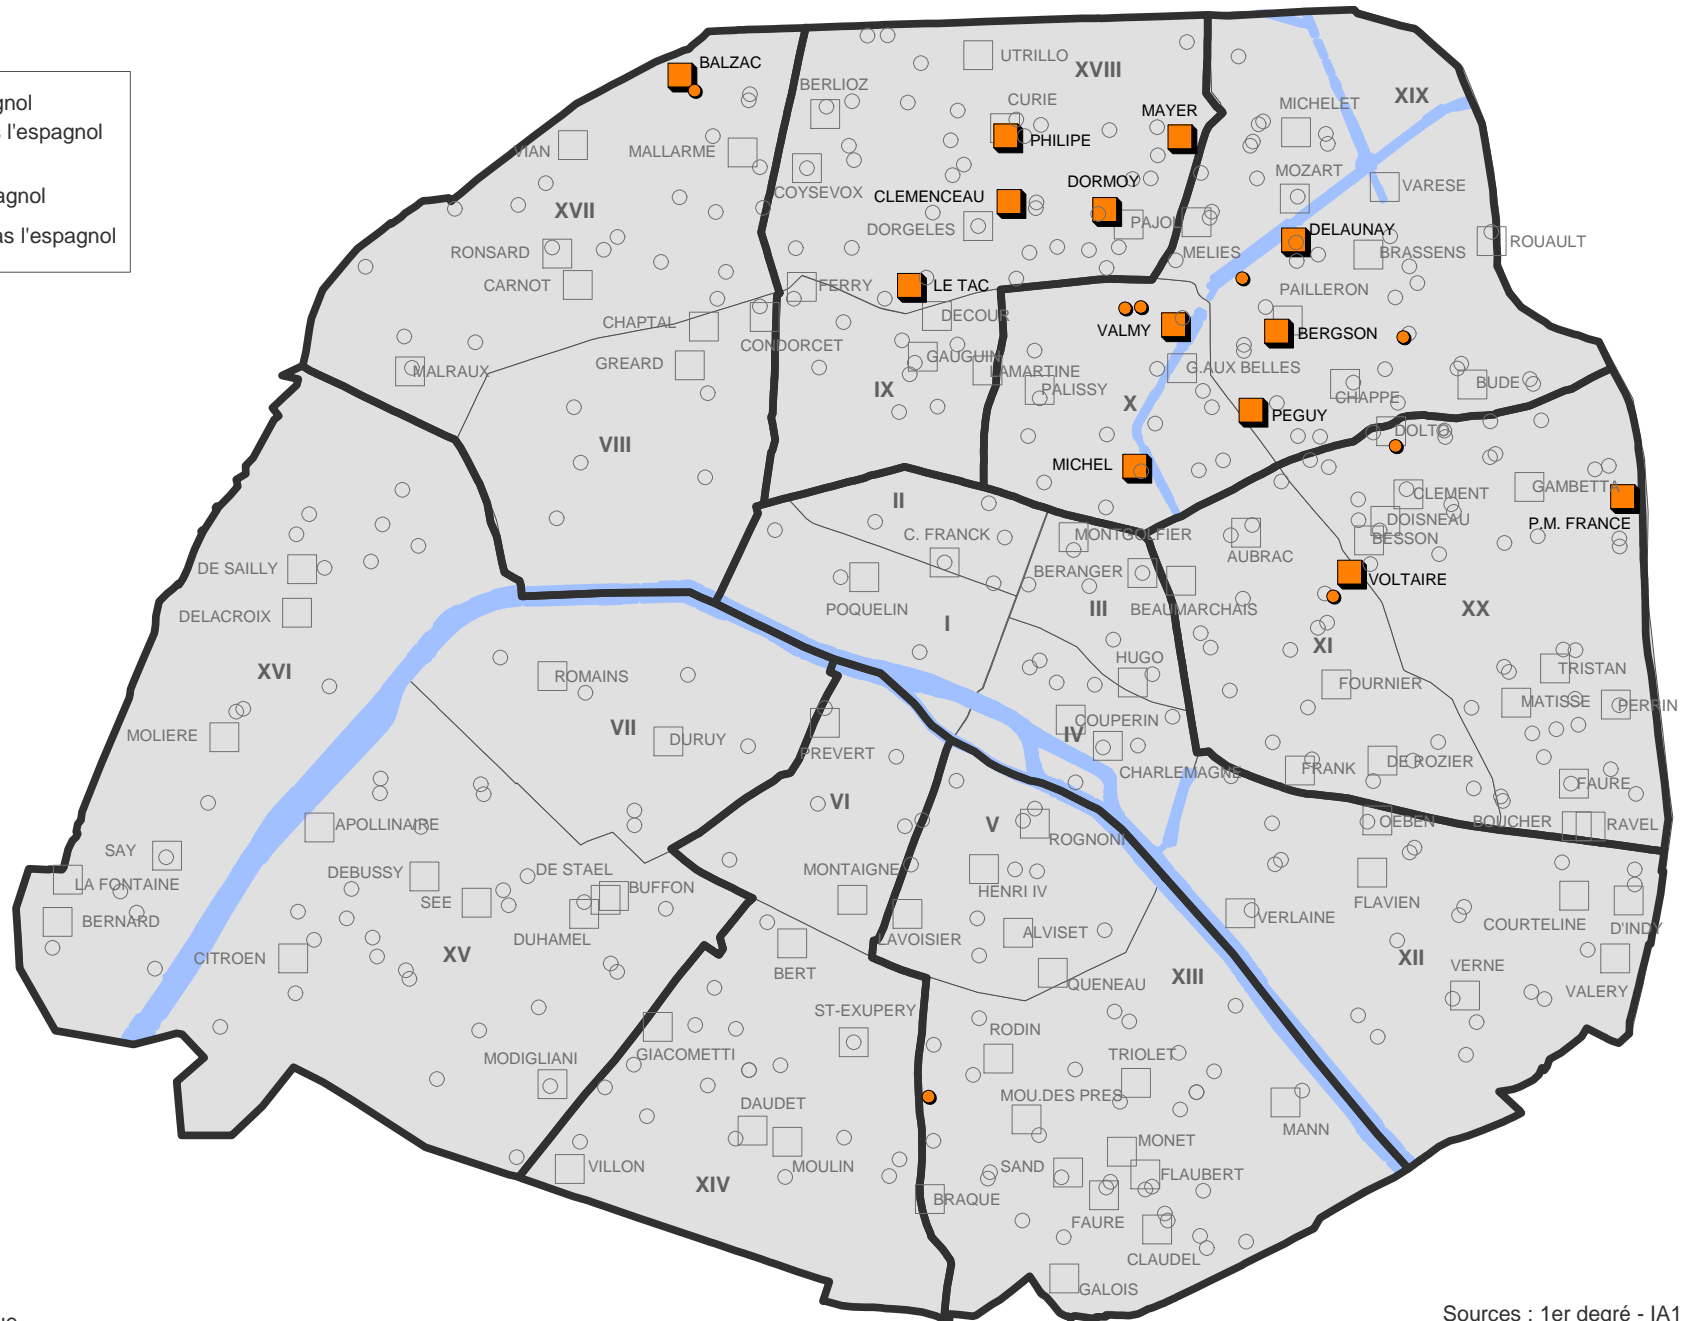 gnol
s l'espagnol
agnol
as l'espagnol
BALZAC
UTRILLO
XVIII
BERLIOZ
CURIE
MAYER
MICHELET
XIX
VIAN
MALLARME
PHILIPE
COYSEVOX
CLEMENCEAU
DORMOY
MOZART
VARESE
XVII
DORGELES
PAJOL
DELAUNAY
RONSARD
MELIES
BRASSENS
ROUAULT
CARNOT
FERRY
LE TAC
PAILLERON
CHAPTAL
DECOUR
VALMY
BERGSON
CONDORCET
GREARD
GAUGUIN
LAMARTINE
G.AUX BELLES
MALRAUX
PALISSY
CHAPPE
BUDE
IX
X
PEGUY
DOLTO
VIII
MICHEL
II
CLEMENT
GAMBETTA
P.M. FRANCE
C. FRANCK
MONTGOLFIER
DOISNEAU
BESSON
AUBRAC
DE SAILLY
BERANGER
VOLTAIRE
POQUELIN
BEAUMARCHAIS
DELACROIX
III
XX
I
XI
XVI
HUGO
TRISTAN
ROMAINS
FOURNIER
MATISSE
PERRIN
MOLIERE
VII
DURUY
COUPERIN
PREVERT
IV
CHARLEMAGNE
FRANK
DE ROZIER
FAURE
VI
APOLLINAIRE
V
OEBEN
BOUCHER
RAVEL
SAY
ROGNONI
DEBUSSY
DE STAEL
MONTAIGNE
LA FONTAINE
BUFFON
HENRI IV
SEE
FLAVIEN
BERNARD
VERLAINE
COURTELINE
D'INDY
DUHAMEL
LAVOISIER
ALVISET
CITROEN
XV
BERT
XII
VERNE
XIII
QUENEAU
VALERY
ST-EXUPERY
RODIN
MODIGLIANI
GIACOMETTI
TRIOLET
MOU.DES PRES
DAUDET
MANN
MONET
VILLON
MOULIN
SAND
FLAUBERT
XIV
BRAQUE
FAURE
CLAUDEL
GALOIS
Sources : 1er degré - IA1